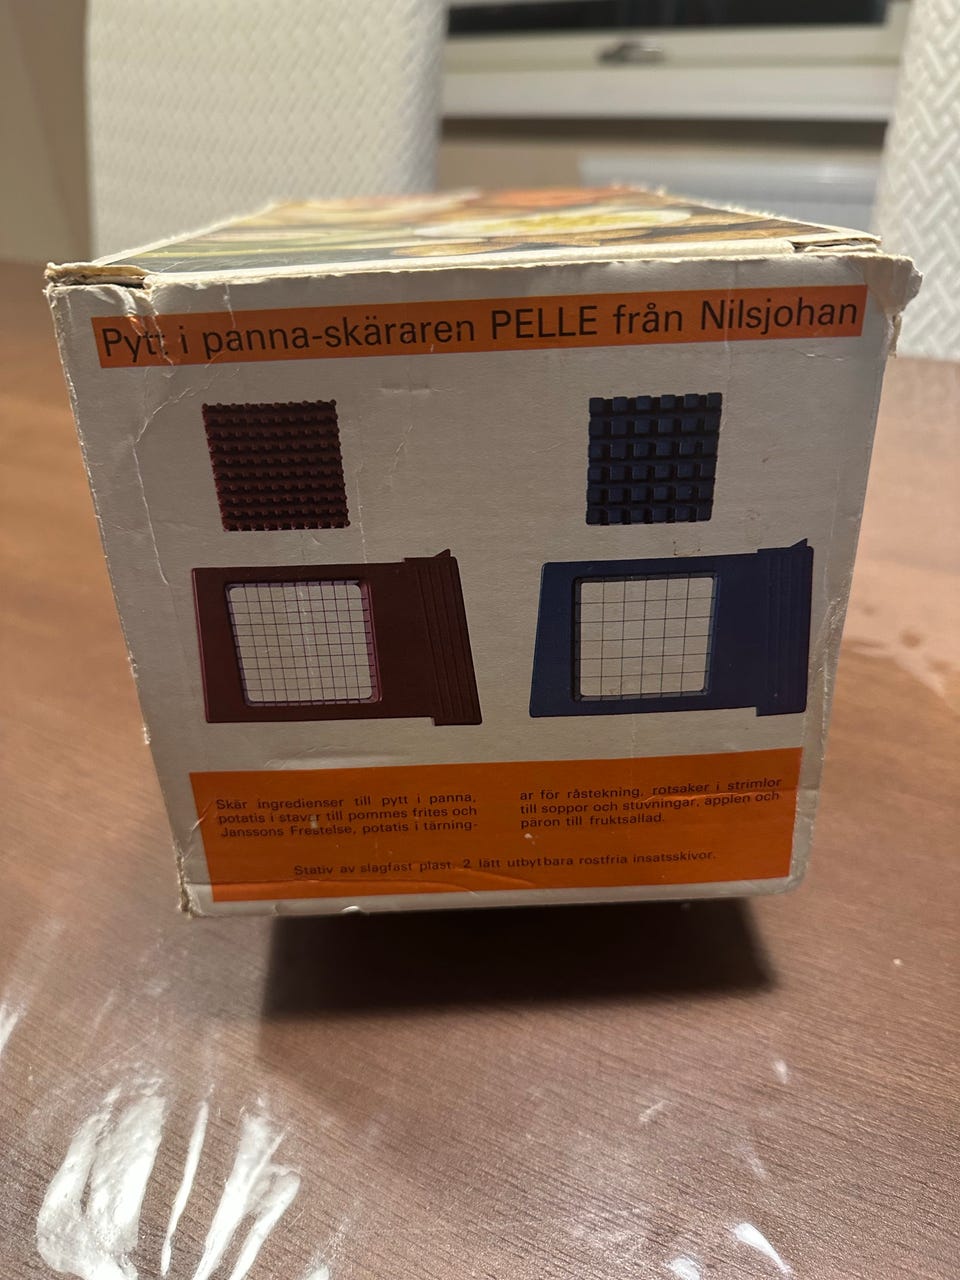 Pytt i panna-skäraren PELLE från Nilsjohan
Skär ingredienser till pytt i panna,
potatis i stavar till pommes frites och
Janssons Frestelse, potatis i tärning-
ar för råstekning, rotsaker i strimlor
till soppor och stuvningar, äpplen och
päron till fruktsallad.
Stativ av slagfast plast. 2 lätt utbytbara rostfria insatsskivor.